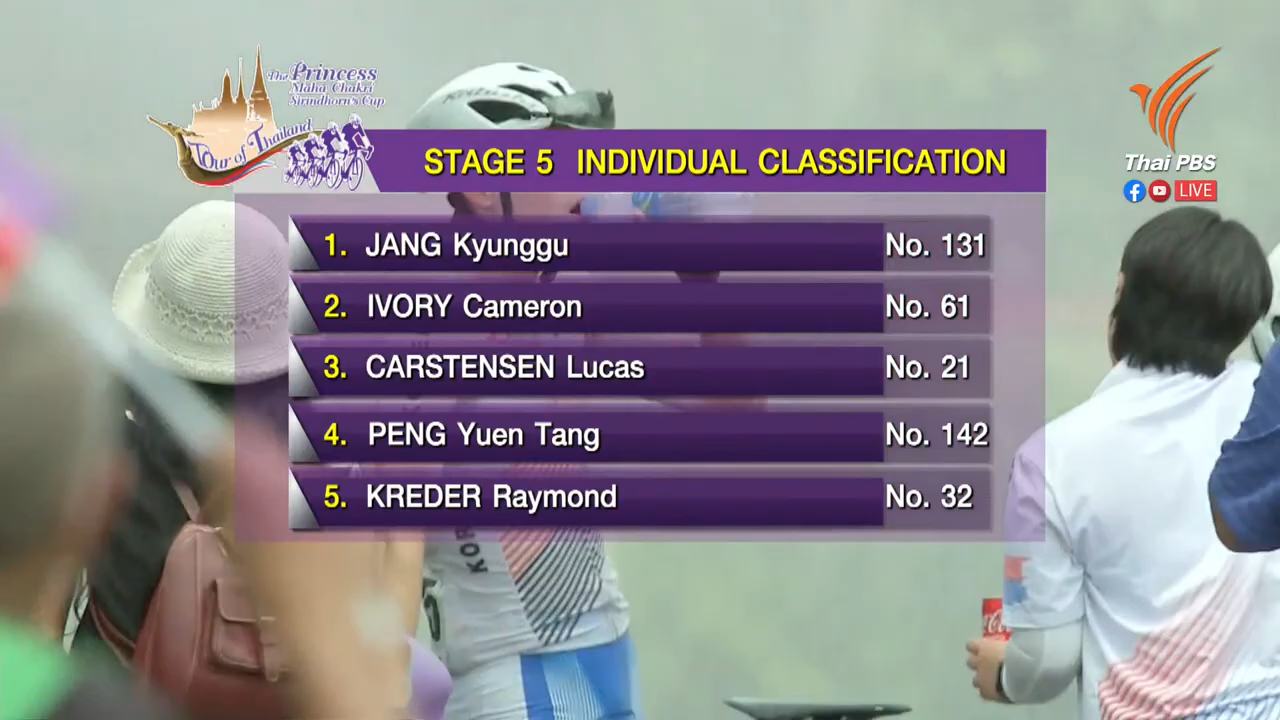 The Princess
Maha Chakri
Sirindhorn's Cup
Tour of Thailand
STAGE 5 INDIVIDUAL CLASSIFICATION
Thai PBS
LIVE
1. JANG Kyunggu No. 131
2. IVORY Cameron No. 61
3. CARSTENSEN Lucas No. 21
4. PENG Yuen Tang No. 142
5. KREDER Raymond No. 32